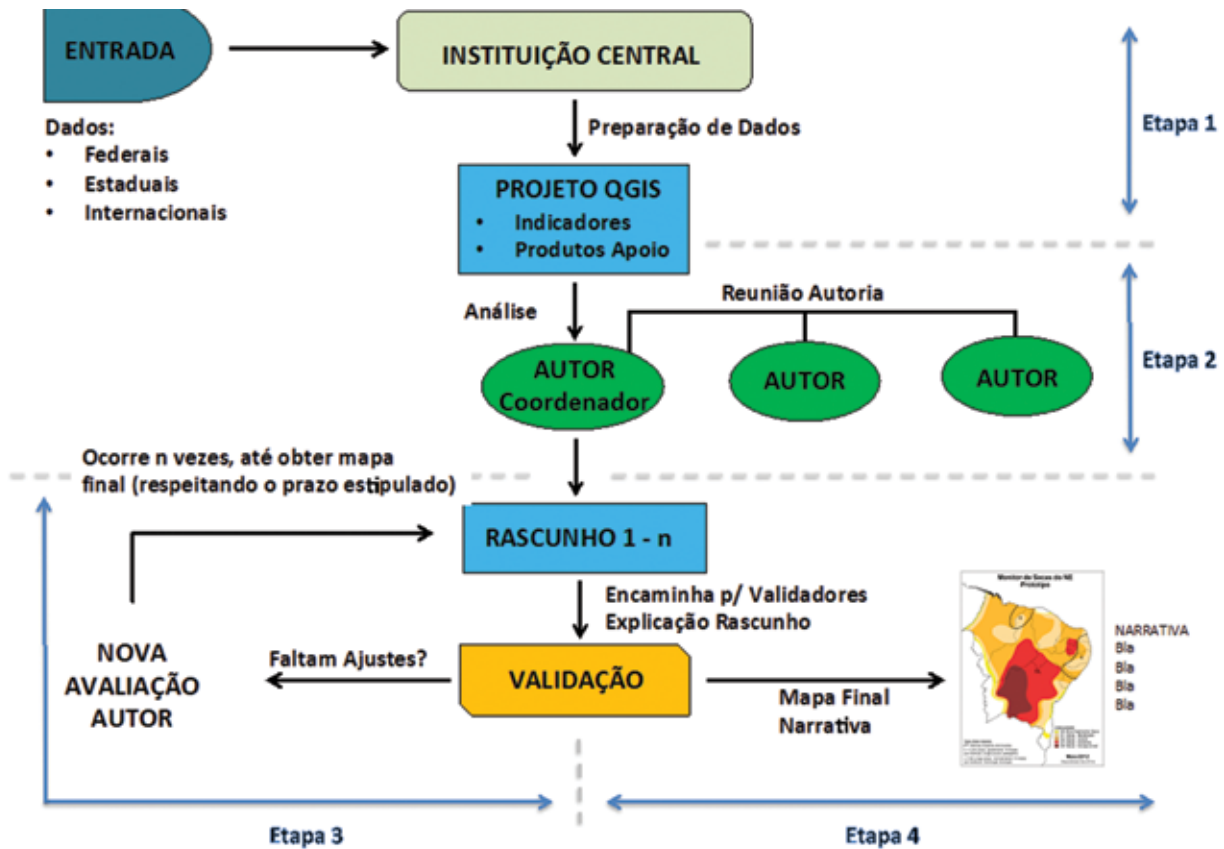 ENTRADA
INSTITUIÇÃO CENTRAL
Etapa 1
Dados:
• Federais
• Estaduais
• Internacionais
Preparação de Dados
PROJETO QGIS
• Indicadores
• Produtos Apoio
Análise
Reunião Autoria
Etapa 2
AUTOR
Coordenador
AUTOR
AUTOR
Ocorre n vezes, até obter mapa
final (respeitando o prazo estipulado)
RASCUNHO 1 - n
Encaminha p/ Validadores
Explicação Rascunho
NOVA
AVALIAÇÃO
AUTOR
Faltam Ajustes?
VALIDAÇÃO
Mapa Final
Narrativa
Monitor de Secas do NE
Protótipo
NARRATIVA
Bla
Bla
Bla
Bla
Etapa 3
Etapa 4